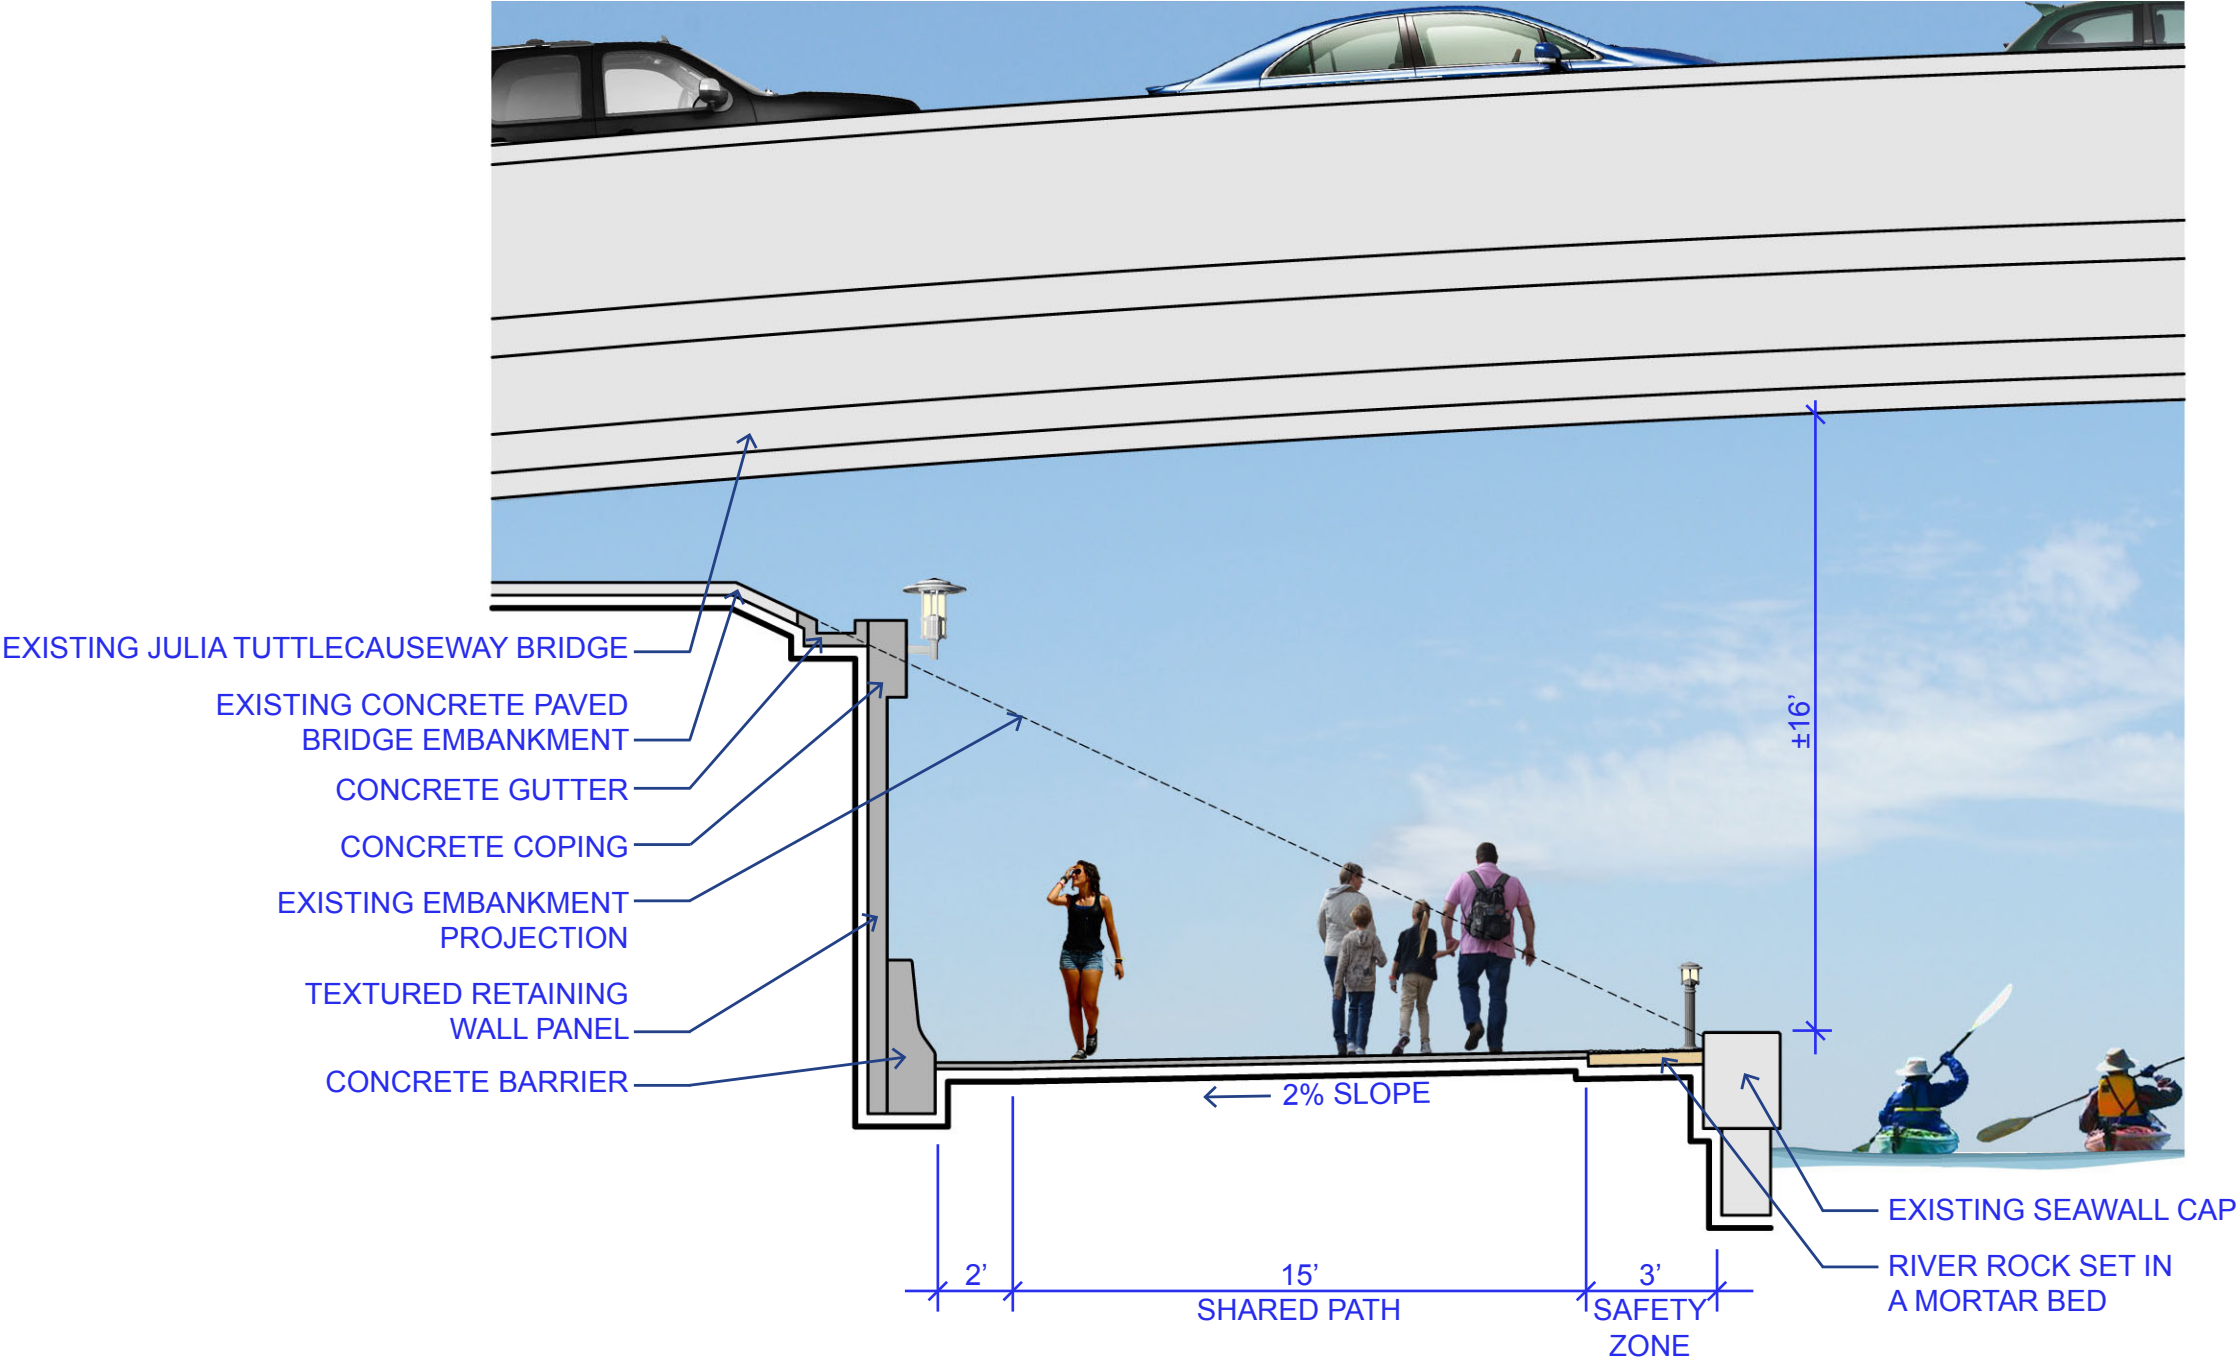 ±16’
EXISTING JULIA TUTTLECAUSEWAY BRIDGE
EXISTING CONCRETE PAVED
BRIDGE EMBANKMENT
CONCRETE GUTTER
CONCRETE COPING
EXISTING EMBANKMENT
PROJECTION
TEXTURED RETAINING
WALL PANEL
CONCRETE BARRIER
2% SLOPE
EXISTING SEAWALL CAP
RIVER ROCK SET IN
A MORTAR BED
2’
15’
SHARED PATH
3’
SAFETY
ZONE